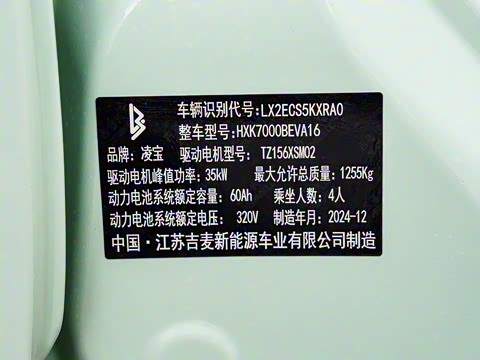 车辆识别代号:LX2ECS5KXRA0
整车型号:HXK7000BEVA16
品牌:凌宝 驱动电机型号: TZ156XSM02
驱动电机峰值功率:35kW 最大允许总质量:1255Kg
动力电池系统额定容量:60Ah 乘坐人数:4人
动力电池系统额定电压: 320V 制造年月:2024-12
中国·江苏吉麦新能源车业有限公司制造